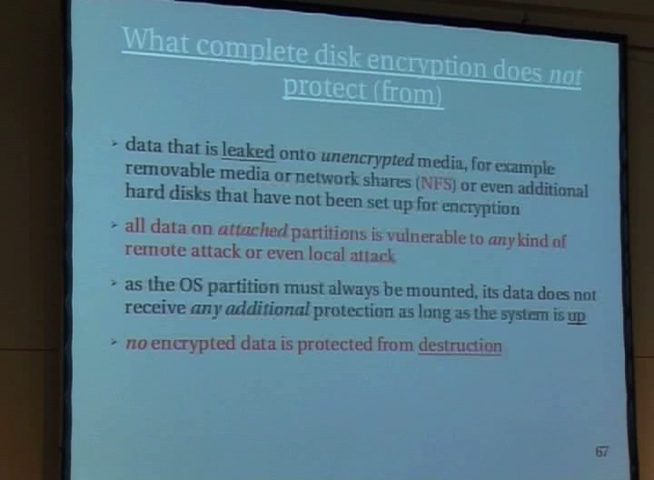 What complete disk encryption does not
protect (from)
➢ data that is leaked onto unencrypted media, for example
removable media or network shares (NFS) or even additional
hard disks that have not been set up for encryption
➢ all data on attached partitions is vulnerable to any kind of
remote attack or even local attack
➢ as the OS partition must always be mounted, its data does not
receive any additional protection as long as the system is up
➢ no encrypted data is protected from destruction
67